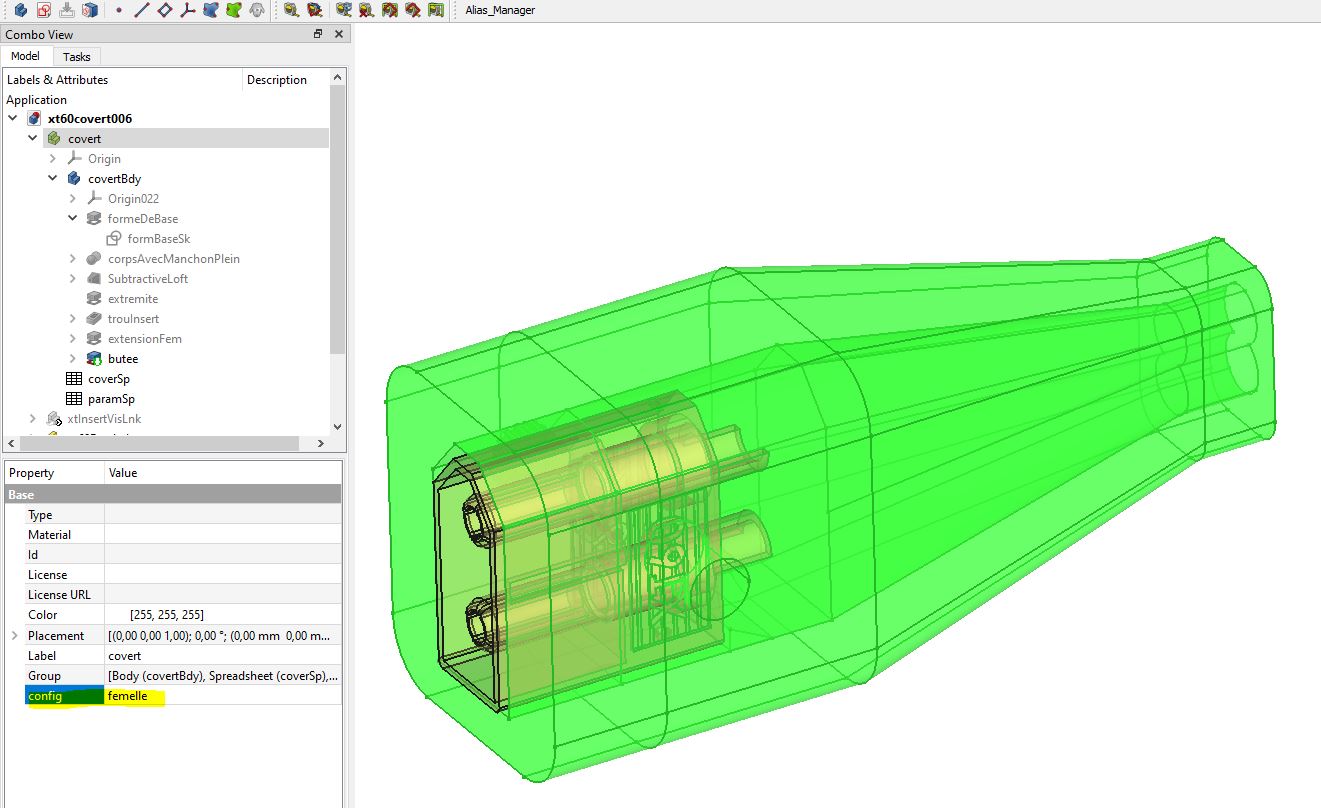 Alias_Manager
Combo View
Model Tasks
Labels & Attributes Description
Application
xt60covert006
covert
Origin
covertBdy
Origin022
formeDeBase
formBaseSk
corpsAvecManchonPlein
SubtractiveLoft
extremite
trouInsert
extensionFem
butee
coverSp
paramSp
xtInsertVisLnk
Property Value
Base
Type
Material
Id
License
License URL
Color [255, 255, 255]
Placement [(0,00 0,00 1,00); 0,00 °; (0,00 mm 0,00 m...
Label covert
Group [Body (covertBdy), Spreadsheet (coverSp),...
config femelle